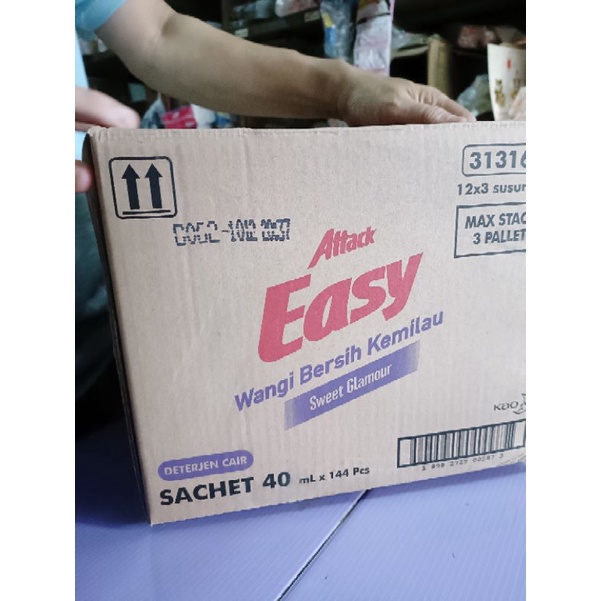 31316
12x3 susun
MAX STAC
3 PALLET
Attack
Easy
Wangi Bersih Kemilau
Sweet Glamour
KAO
DETERJEN CAIR
SACHET 40 mL x 144 Pcs